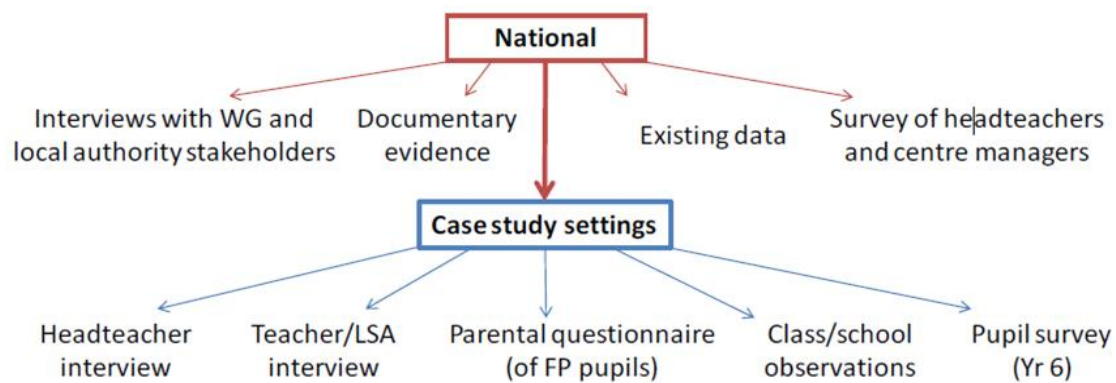 National
Interviews with WG and
local authority stakeholders
Documentary
evidence
Existing data
Survey of headteachers
and centre managers
Case study settings
Headteacher
interview
Teacher/LSA
interview
Parental questionnaire
(of FP pupils)
Class/school
observations
Pupil survey
(Yr 6)